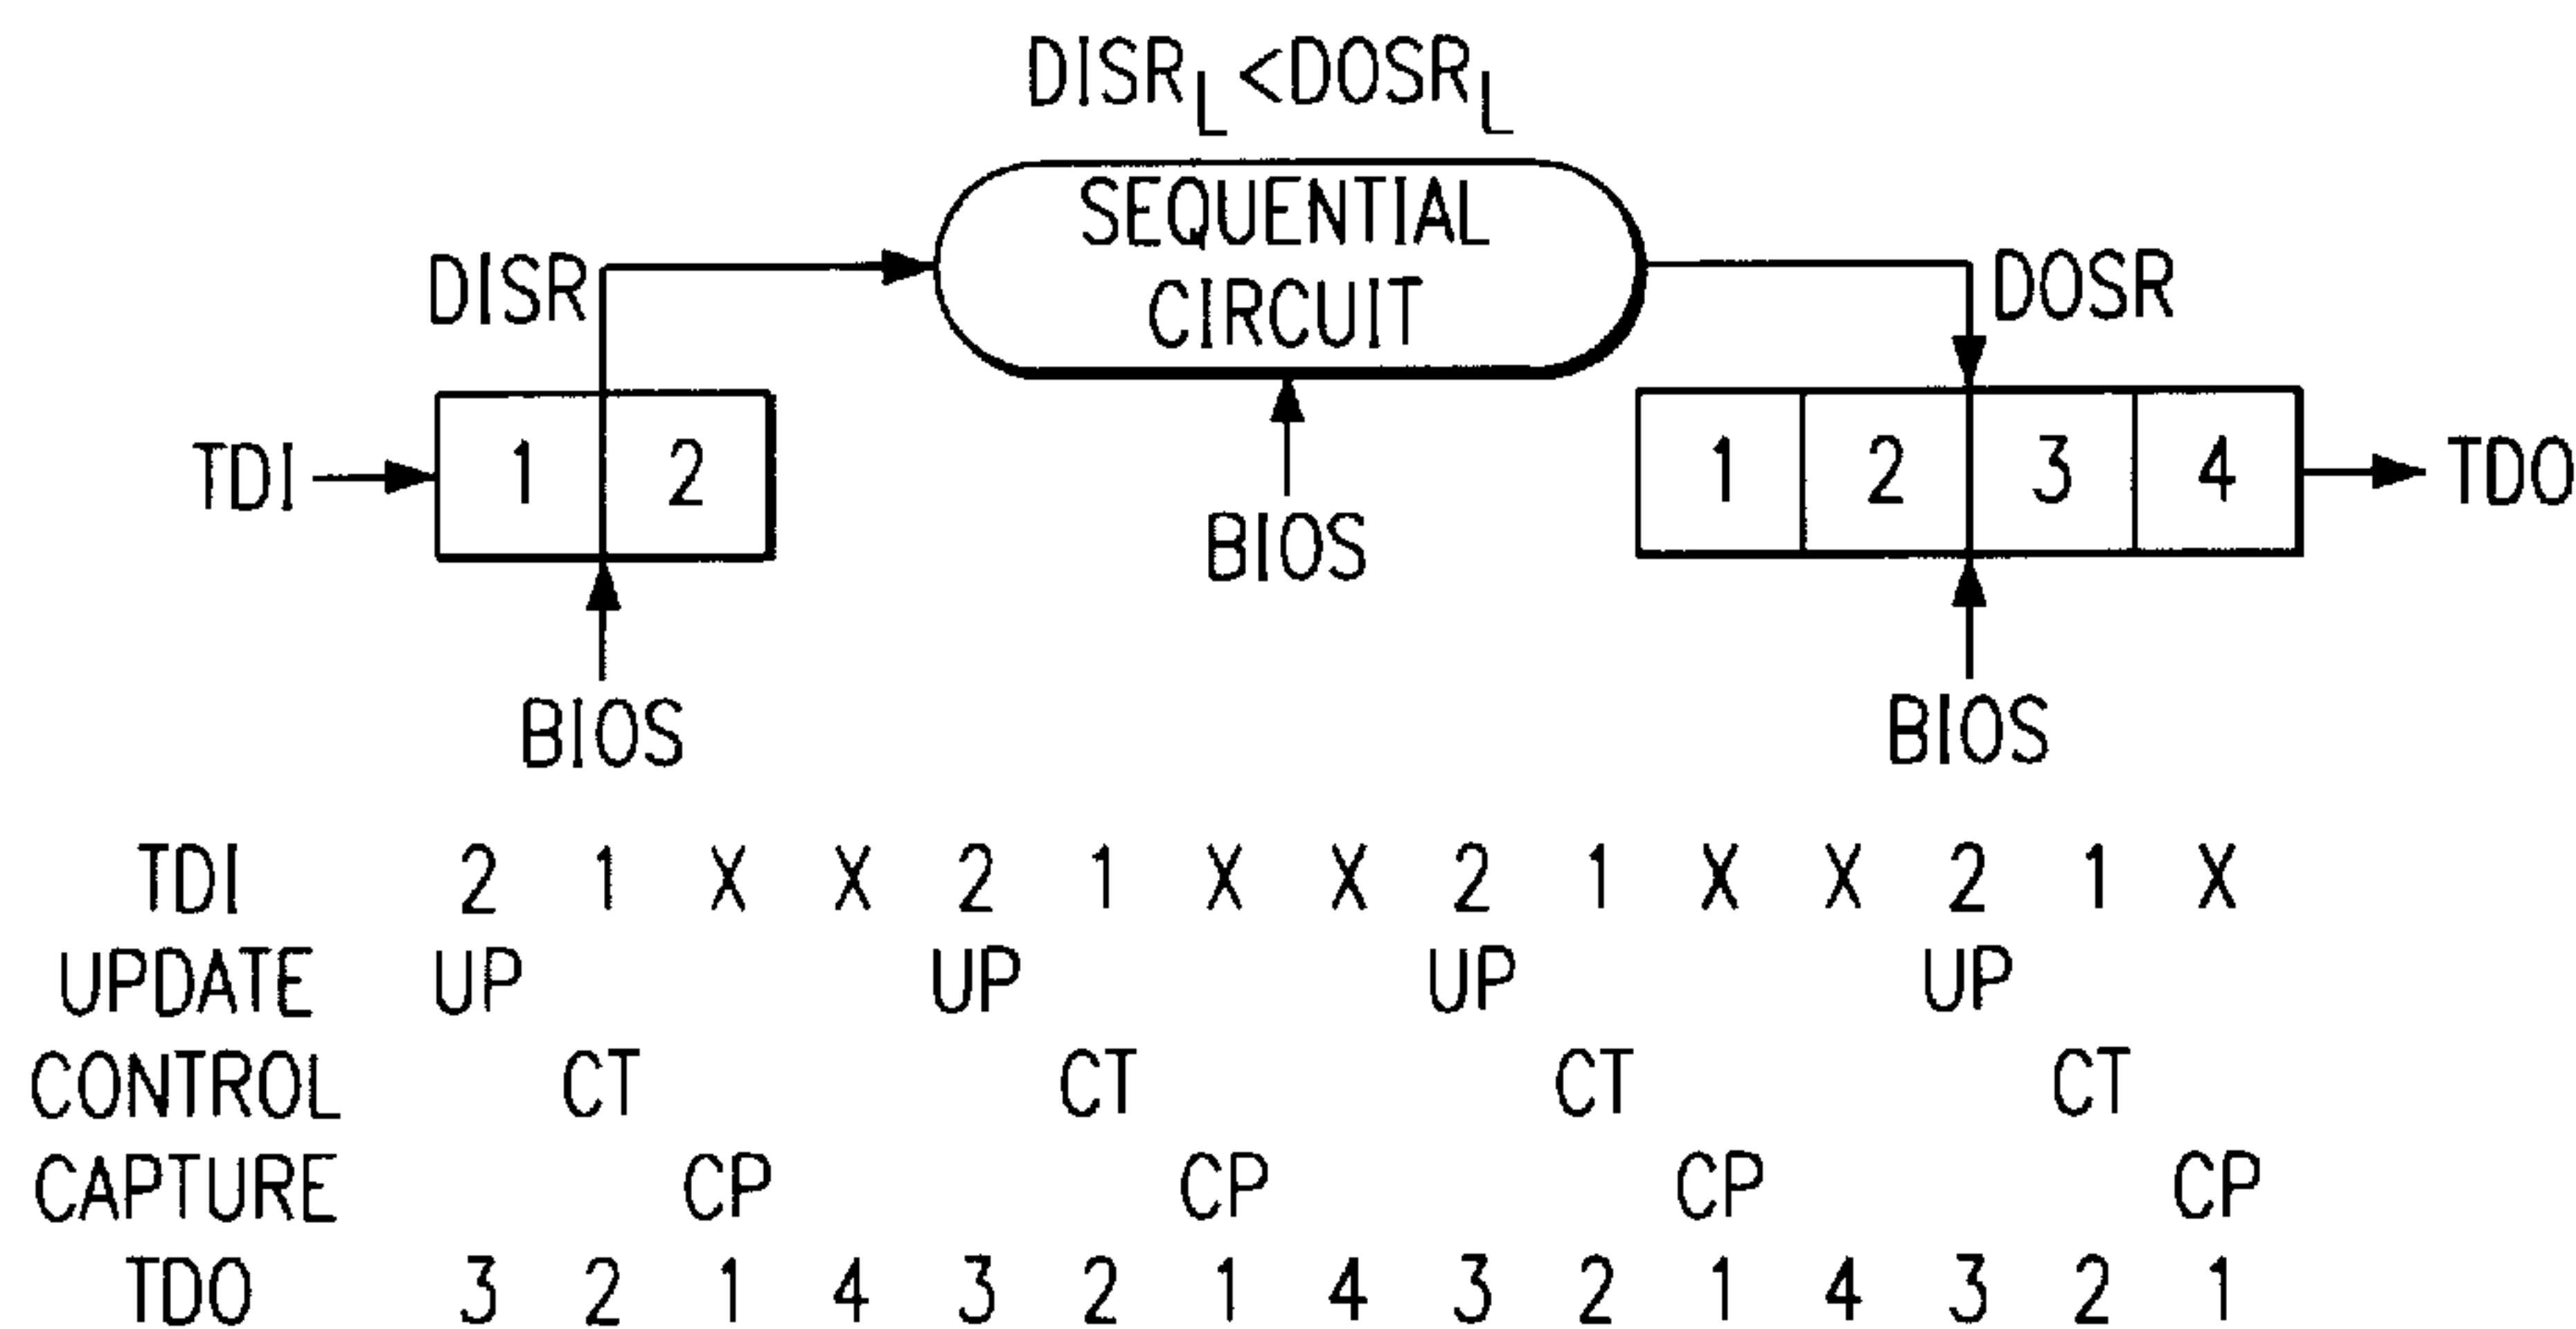 DISRL<DOSRL
SEQUENTIAL
CIRCUIT
DISR
DOSR
TDI
1 2
1 2 3 4
TDO
BIOS
BIOS
BIOS
TDI 2 1 X X 2 1 X X 2 1 X X 2 1 X
UPDATE UP UP UP UP
CONTROL CT CT CT CT
CAPTURE CP CP CP CP
TDO 3 2 1 4 3 2 1 4 3 2 1 4 3 2 1